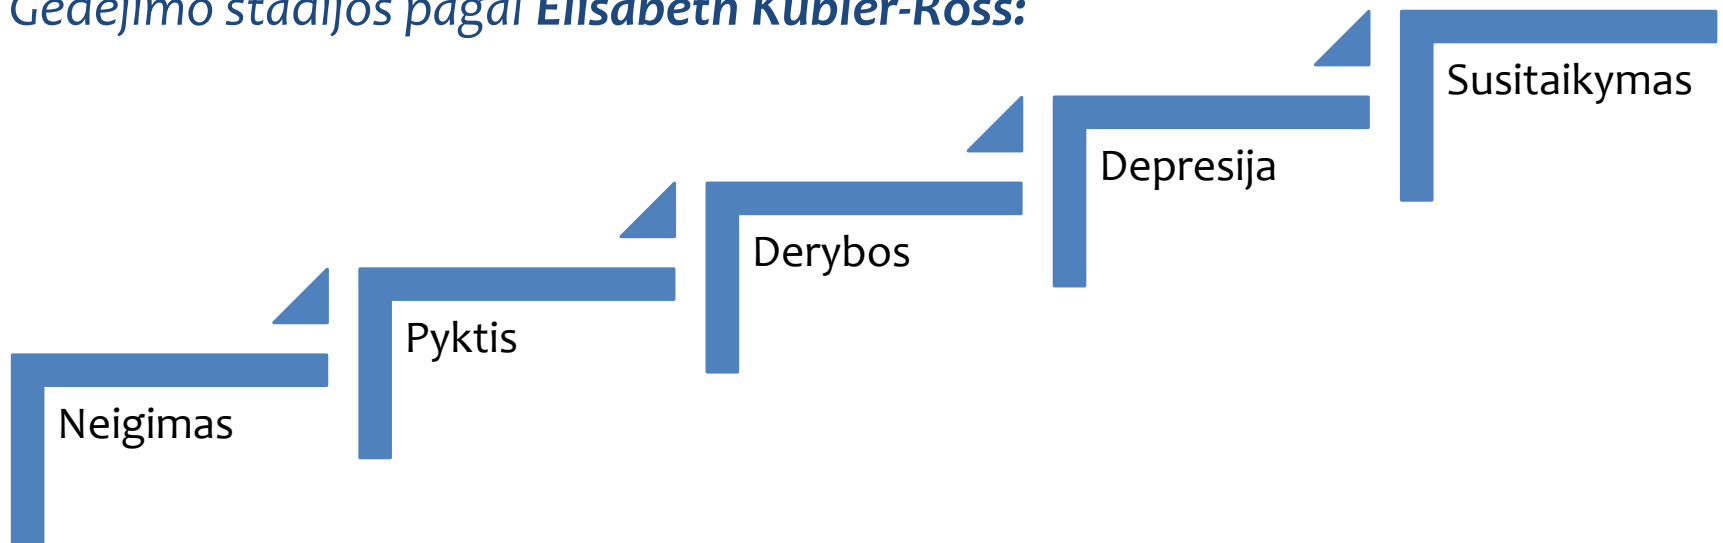 Gedėjimo stadijos pagal Elisabeth Kübler-Ross:
Neigimas
Pyktis
Derybos
Depresija
Susitaikymas